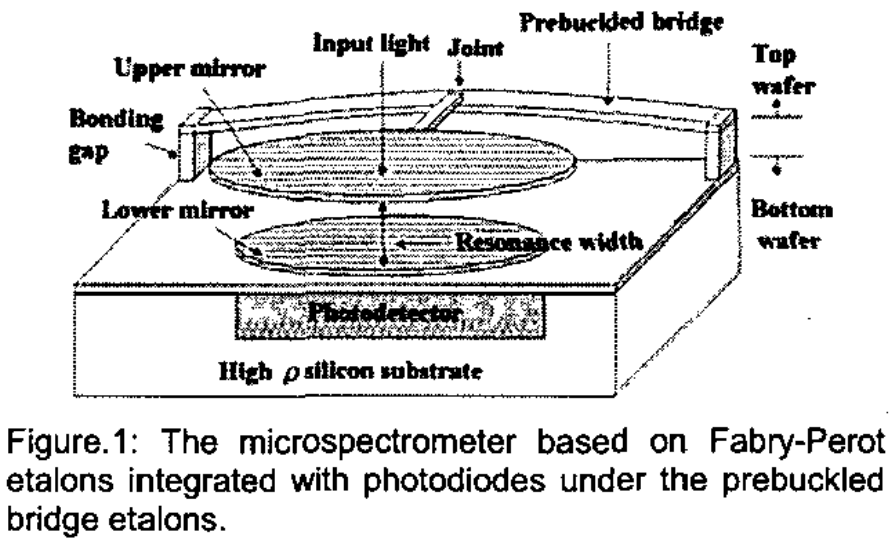 Prebuckled bridge
Input light
Joint
Upper mirror
Top
wafer
Bonding
gap
Lower mirror
Bottom
wafer
Resonance width
Photodetector
High ρ silicon substrate
Figure.1: The microspectrometer based on Fabry-Perot
etalons integrated with photodiodes under the prebuckled
bridge etalons.